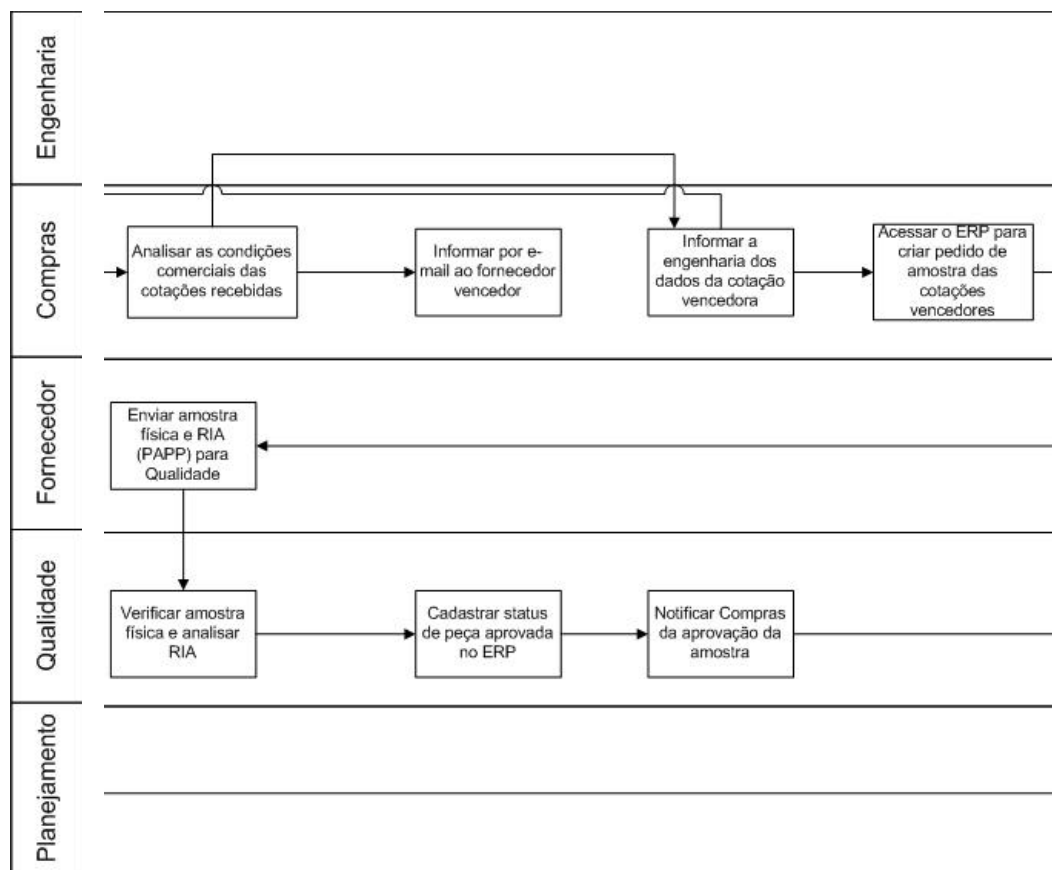 Engenharia
Compras
Analisar as condições
comerciais das
cotações recebidas
Informar por e-
mail ao fornecedor
vencedor
Informar a
engenharia dos
dados da cotação
vencedora
Acessar o ERP para
criar pedido de
amostra das
cotações
vencedores
Fornecedor
Enviar amostra
física e RIA
(PAPP) para
Qualidade
Qualidade
Verificar amostra
física e analisar
RIA
Cadastrar status
de peça aprovada
no ERP
Notificar Compras
da aprovação da
amostra
Planejamento